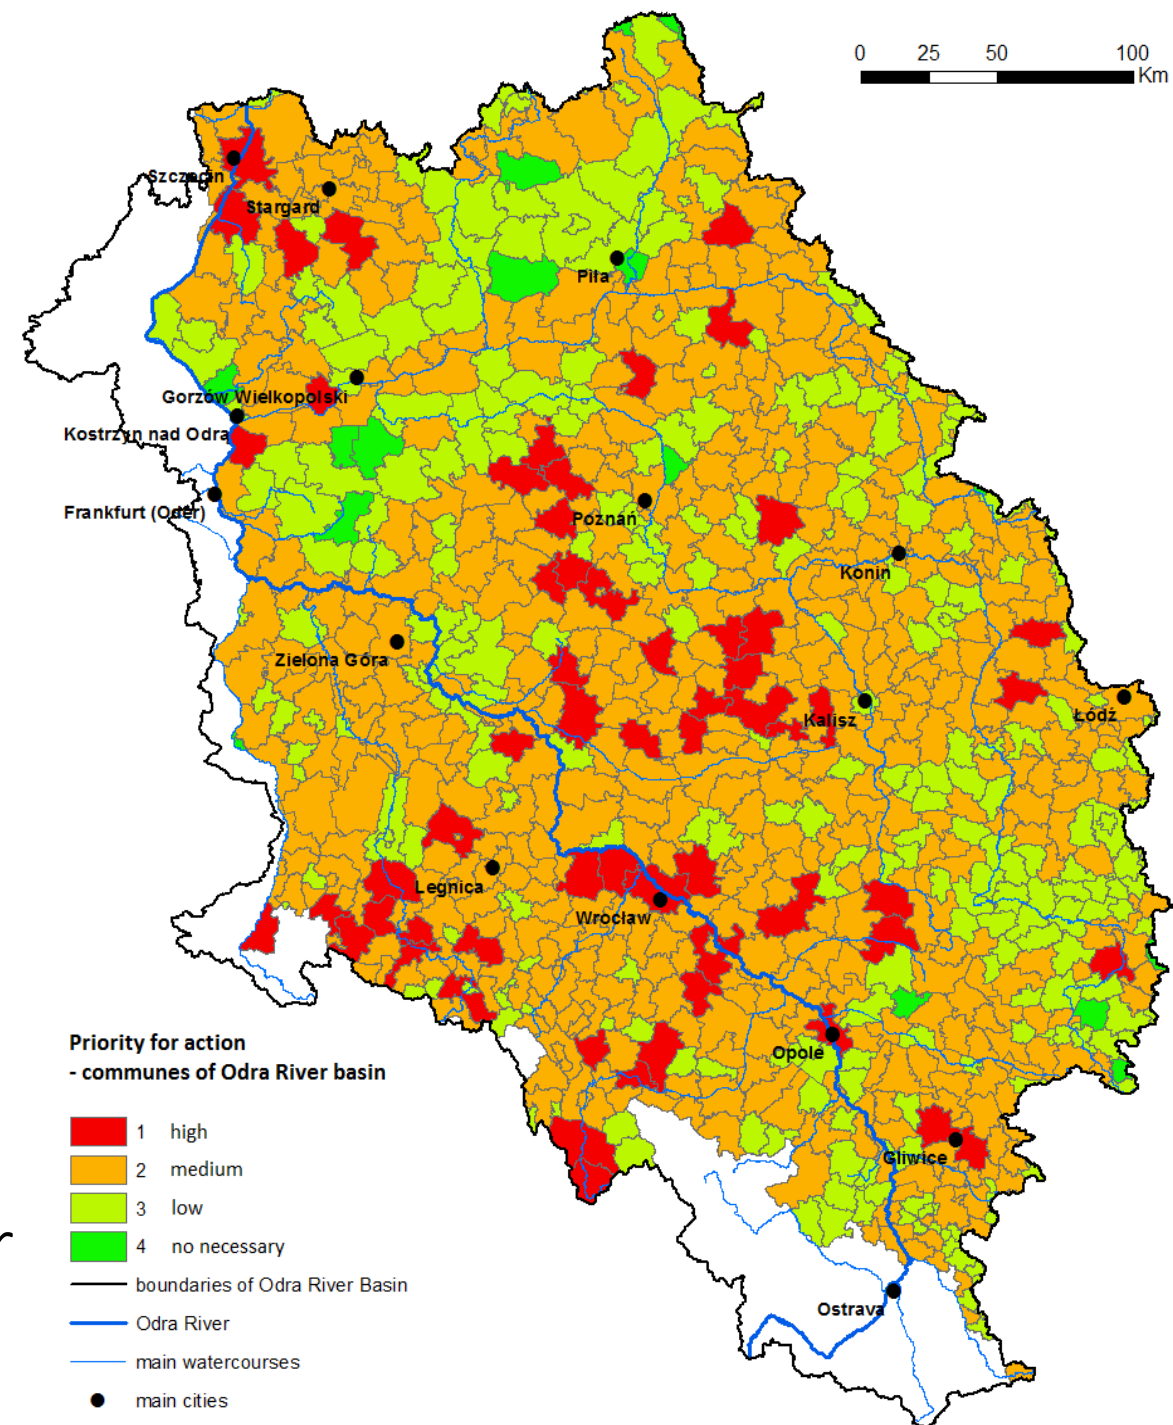 0 25 50 100
Km
Szczecin
Stargard
Piła
Gorzów Wielkopolski
Kostrzyn nad Odrą
Frankfurt (Oder)
Poznań
Konin
Zielona Góra
Kalisz
Łódź
Legnica
Wrocław
Opole
Gliwice
Ostrava
Priority for action
- communes of Odra River basin
1 high
2 medium
3 low
4 no necessary
boundaries of Odra River Basin
Odra River
main watercourses
main cities